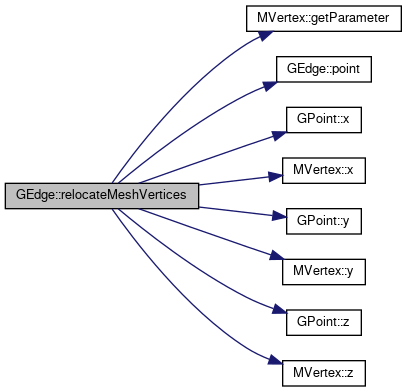 MVertex::getParameter
GEdge::point
GPoint::x
MVertex::x
GEdge::relocateMeshVertices
GPoint::y
MVertex::y
GPoint::z
MVertex::z